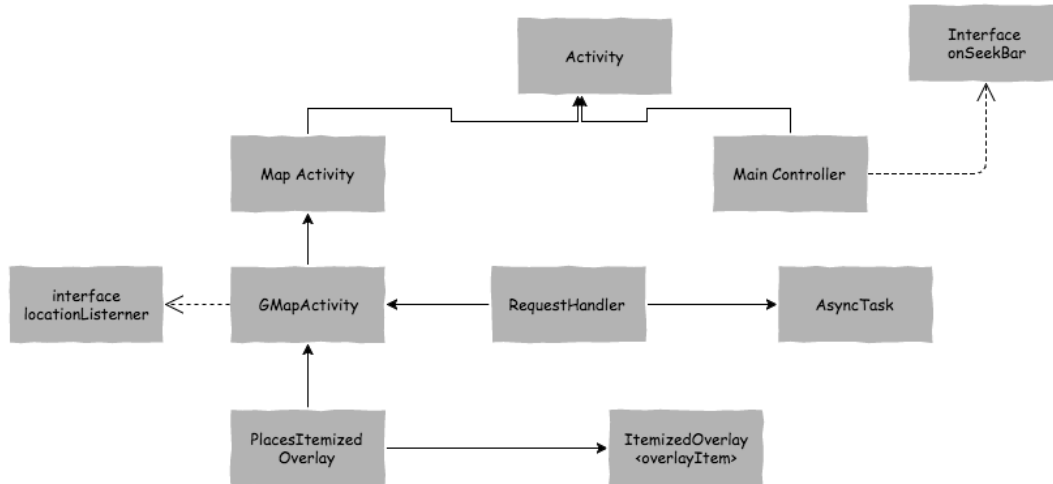 Activity
Interface
onSeekBar
Map Activity
Main Controller
interface
locationListerner
GMapActivity
RequestHandler
AsyncTask
PlacesItemized
Overlay
ItemizedOverlay
<overlayItem>